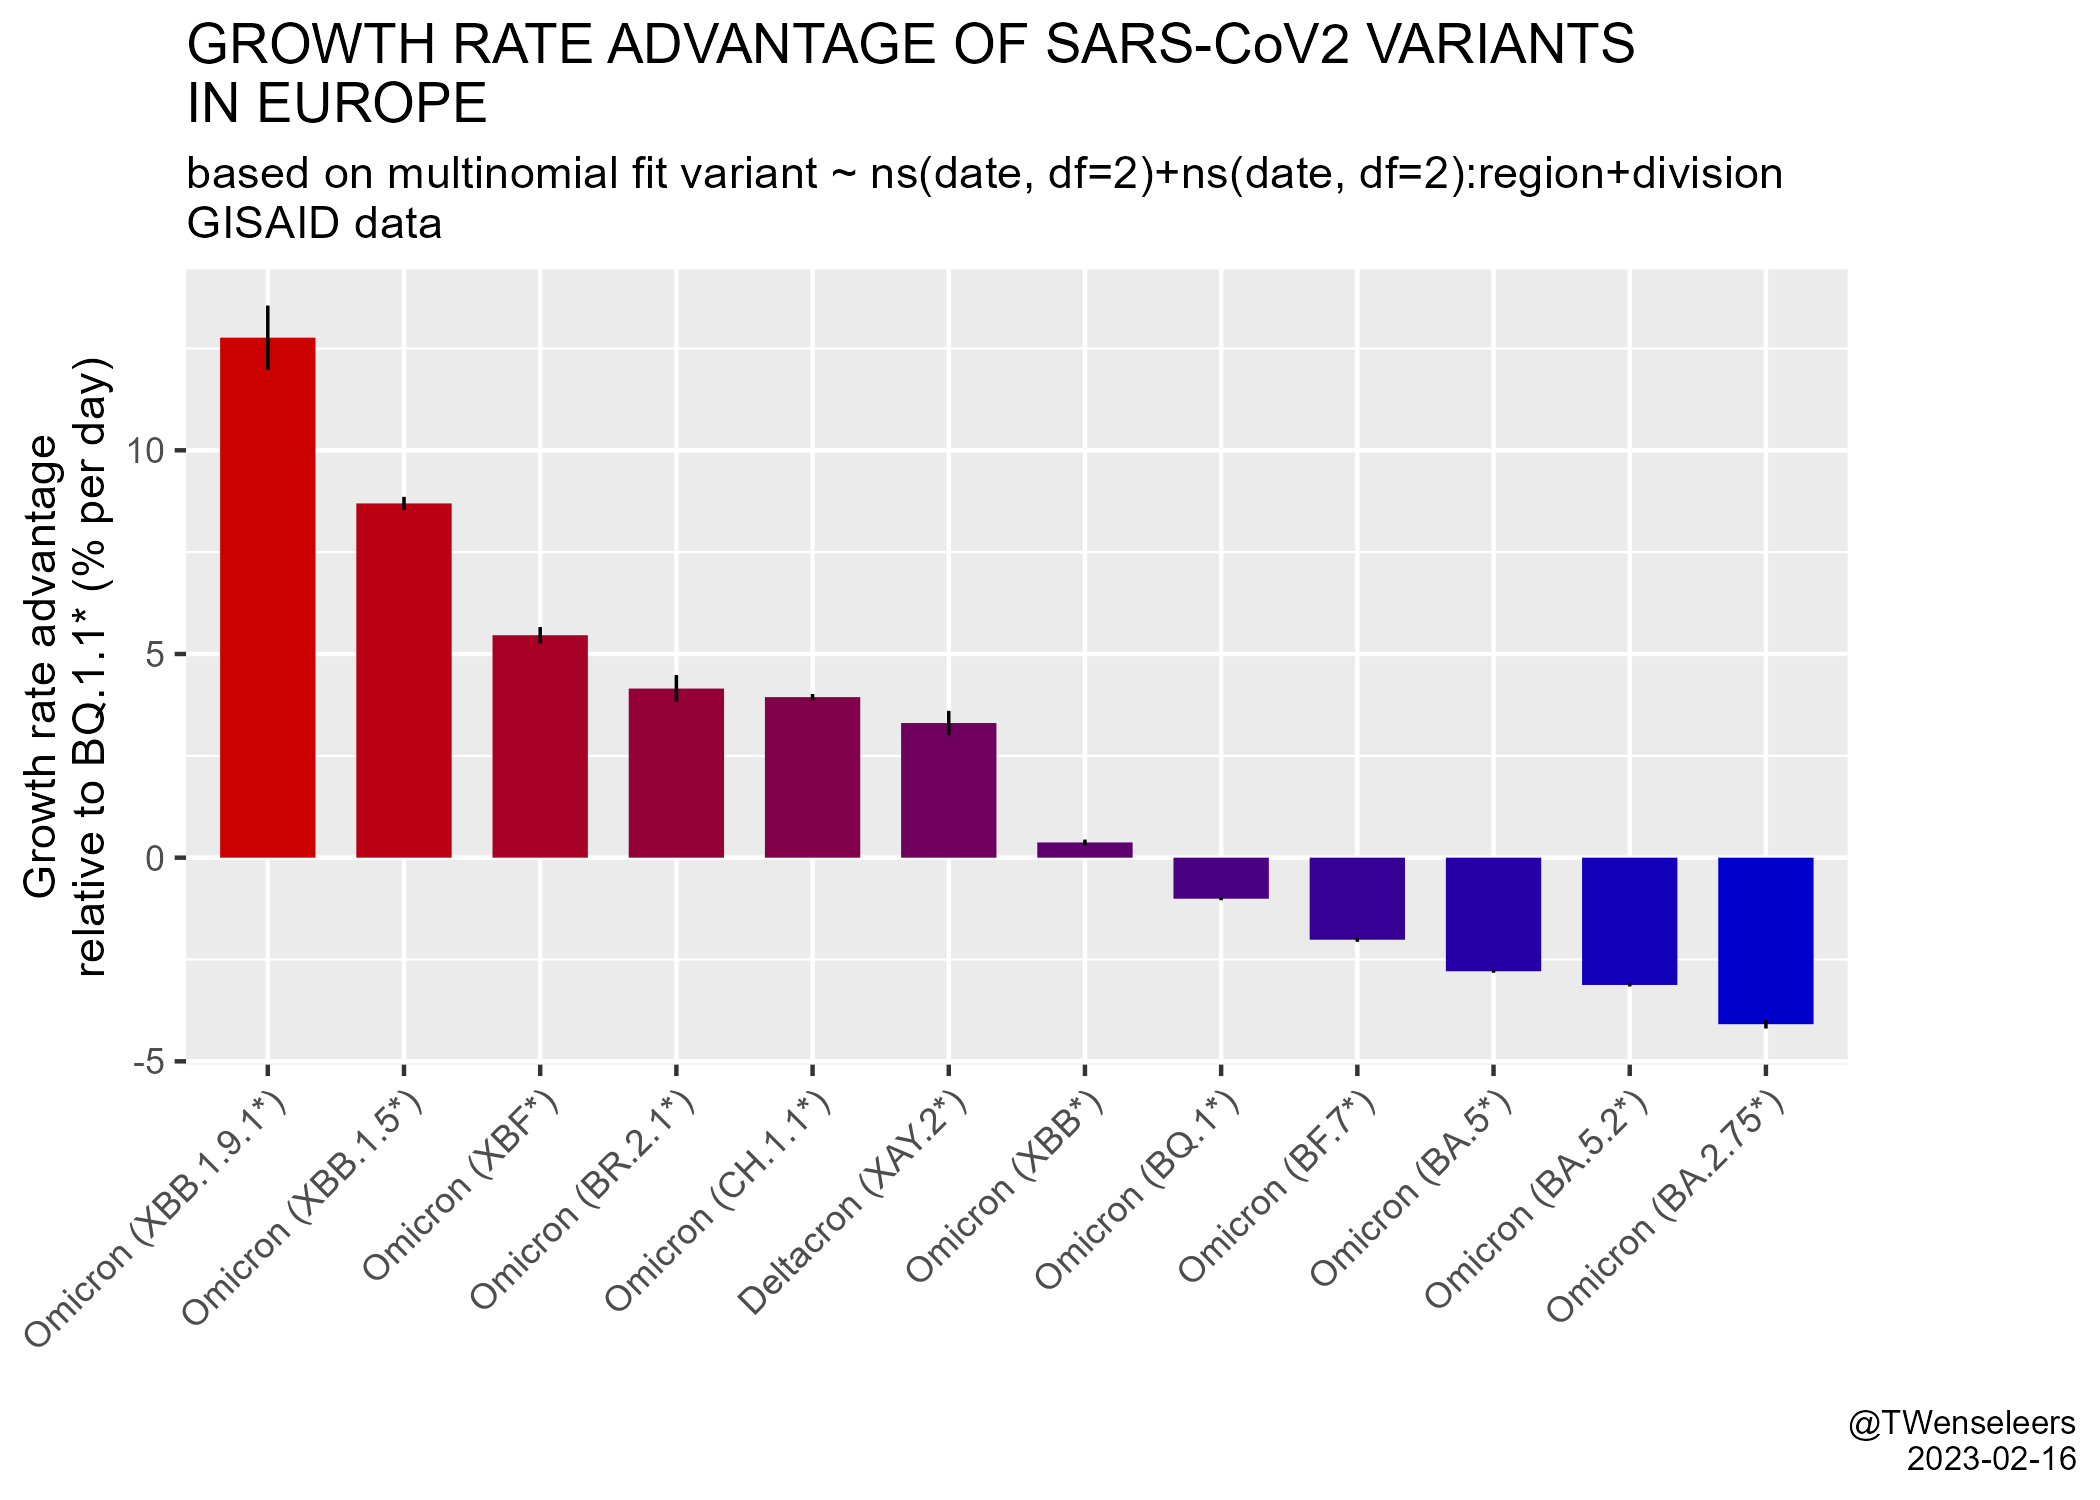 GROWTH RATE ADVANTAGE OF SARS-CoV2 VARIANTS
IN EUROPE
based on multinomial fit variant ~ ns(date, df=2)+ns(date, df=2):region+division
GISAID data
Growth rate advantage
relative to BQ.1.1* (% per day)
10
5
0
-5
Omicron (XBB.1.9.1*)
Omicron (XBB.1.5*)
Omicron (XBF*)
Omicron (BR.2.1*)
Omicron (CH.1.1*)
Deltacron (XAY.2*)
Omicron (XBB*)
Omicron (BQ.1*)
Omicron (BF.7*)
Omicron (BA.5*)
Omicron (BA.5.2*)
Omicron (BA.2.75*)
@TWenseleers
2023-02-16